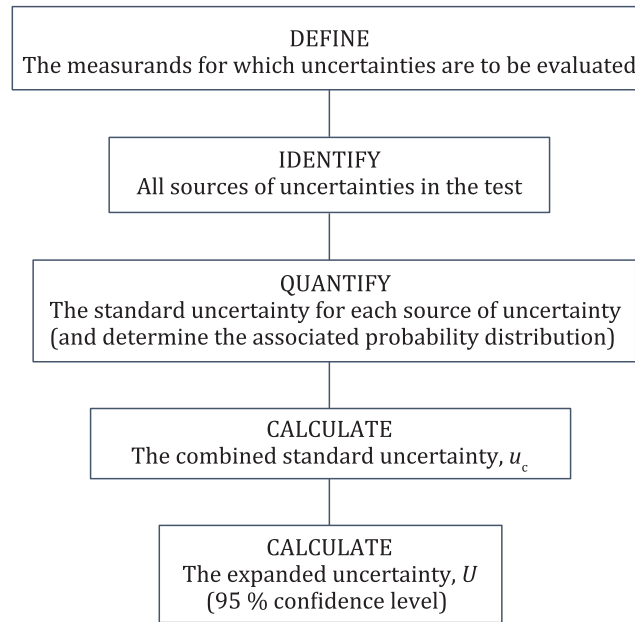 DEFINE
The measurands for which uncertainties are to be evaluated
IDENTIFY
All sources of uncertainties in the test
QUANTIFY
The standard uncertainty for each source of uncertainty
(and determine the associated probability distribution)
CALCULATE
The combined standard uncertainty, u_c
CALCULATE
The expanded uncertainty, U
(95 % confidence level)